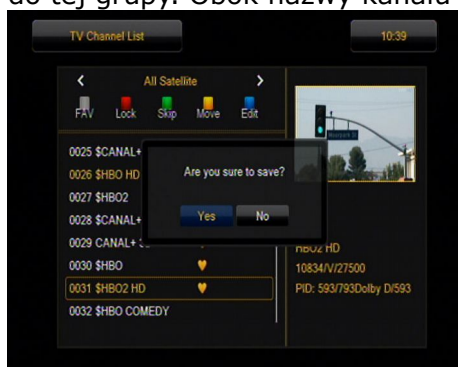 do tej grupy. Obok nazwy kanału
TV Channel List
10:39
All Satellite
FAV Lock Skip Move Edit
0025 $CANAL+
0026 $HBO HD
0027 $HBO2
0028 $CANAL+
0029 CANAL+
0030 $HBO
0031 $HBO2 HD
0032 $HBO COMEDY
Are you sure to save?
Yes No
HBO2 HD
10834/V/27500
PID: 593/793Dolby D/593